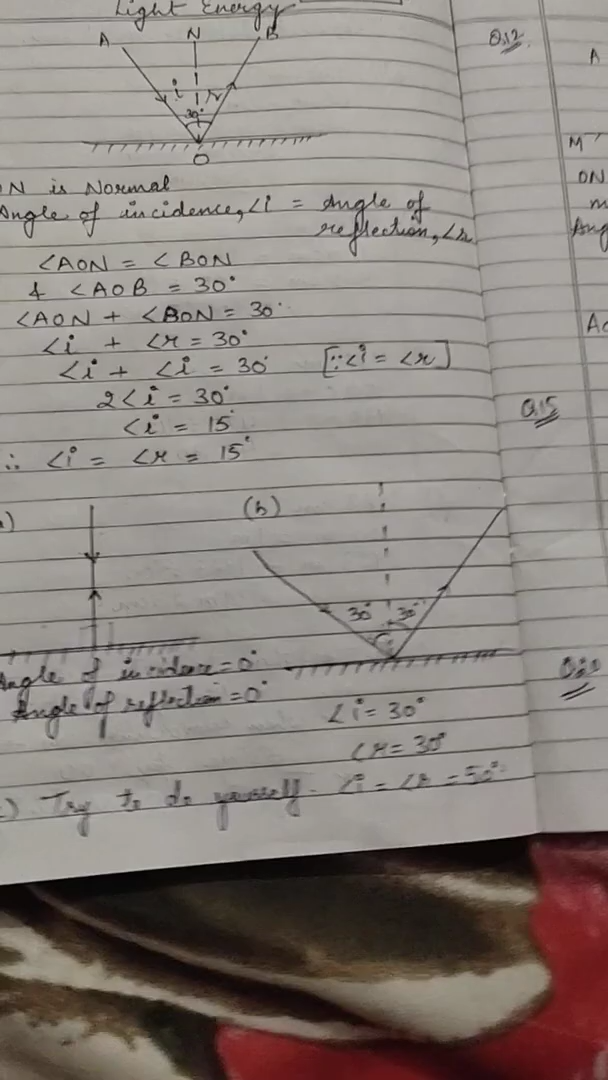 Light Energy
A N B
i r
30°
O
ON is Normal
Angle of incidence, ∠i = Angle of
reflection, ∠r
∠AON = ∠BON
& ∠AOB = 30°
∠AON + ∠BON = 30°
∠i + ∠r = 30°
∠i + ∠i = 30° [∵∠i = ∠r]
2∠i = 30°
∠i = 15°
∴ ∠i = ∠r = 15°
) (b)
30° 30°
Angle of incidence = 0°
Angle of reflection = 0°
∠i = 30°
∠r = 30°
) Try to do yourself. ∠i = ∠r = 50°
Q.12
A
M
ON
m
Ang
Q.15